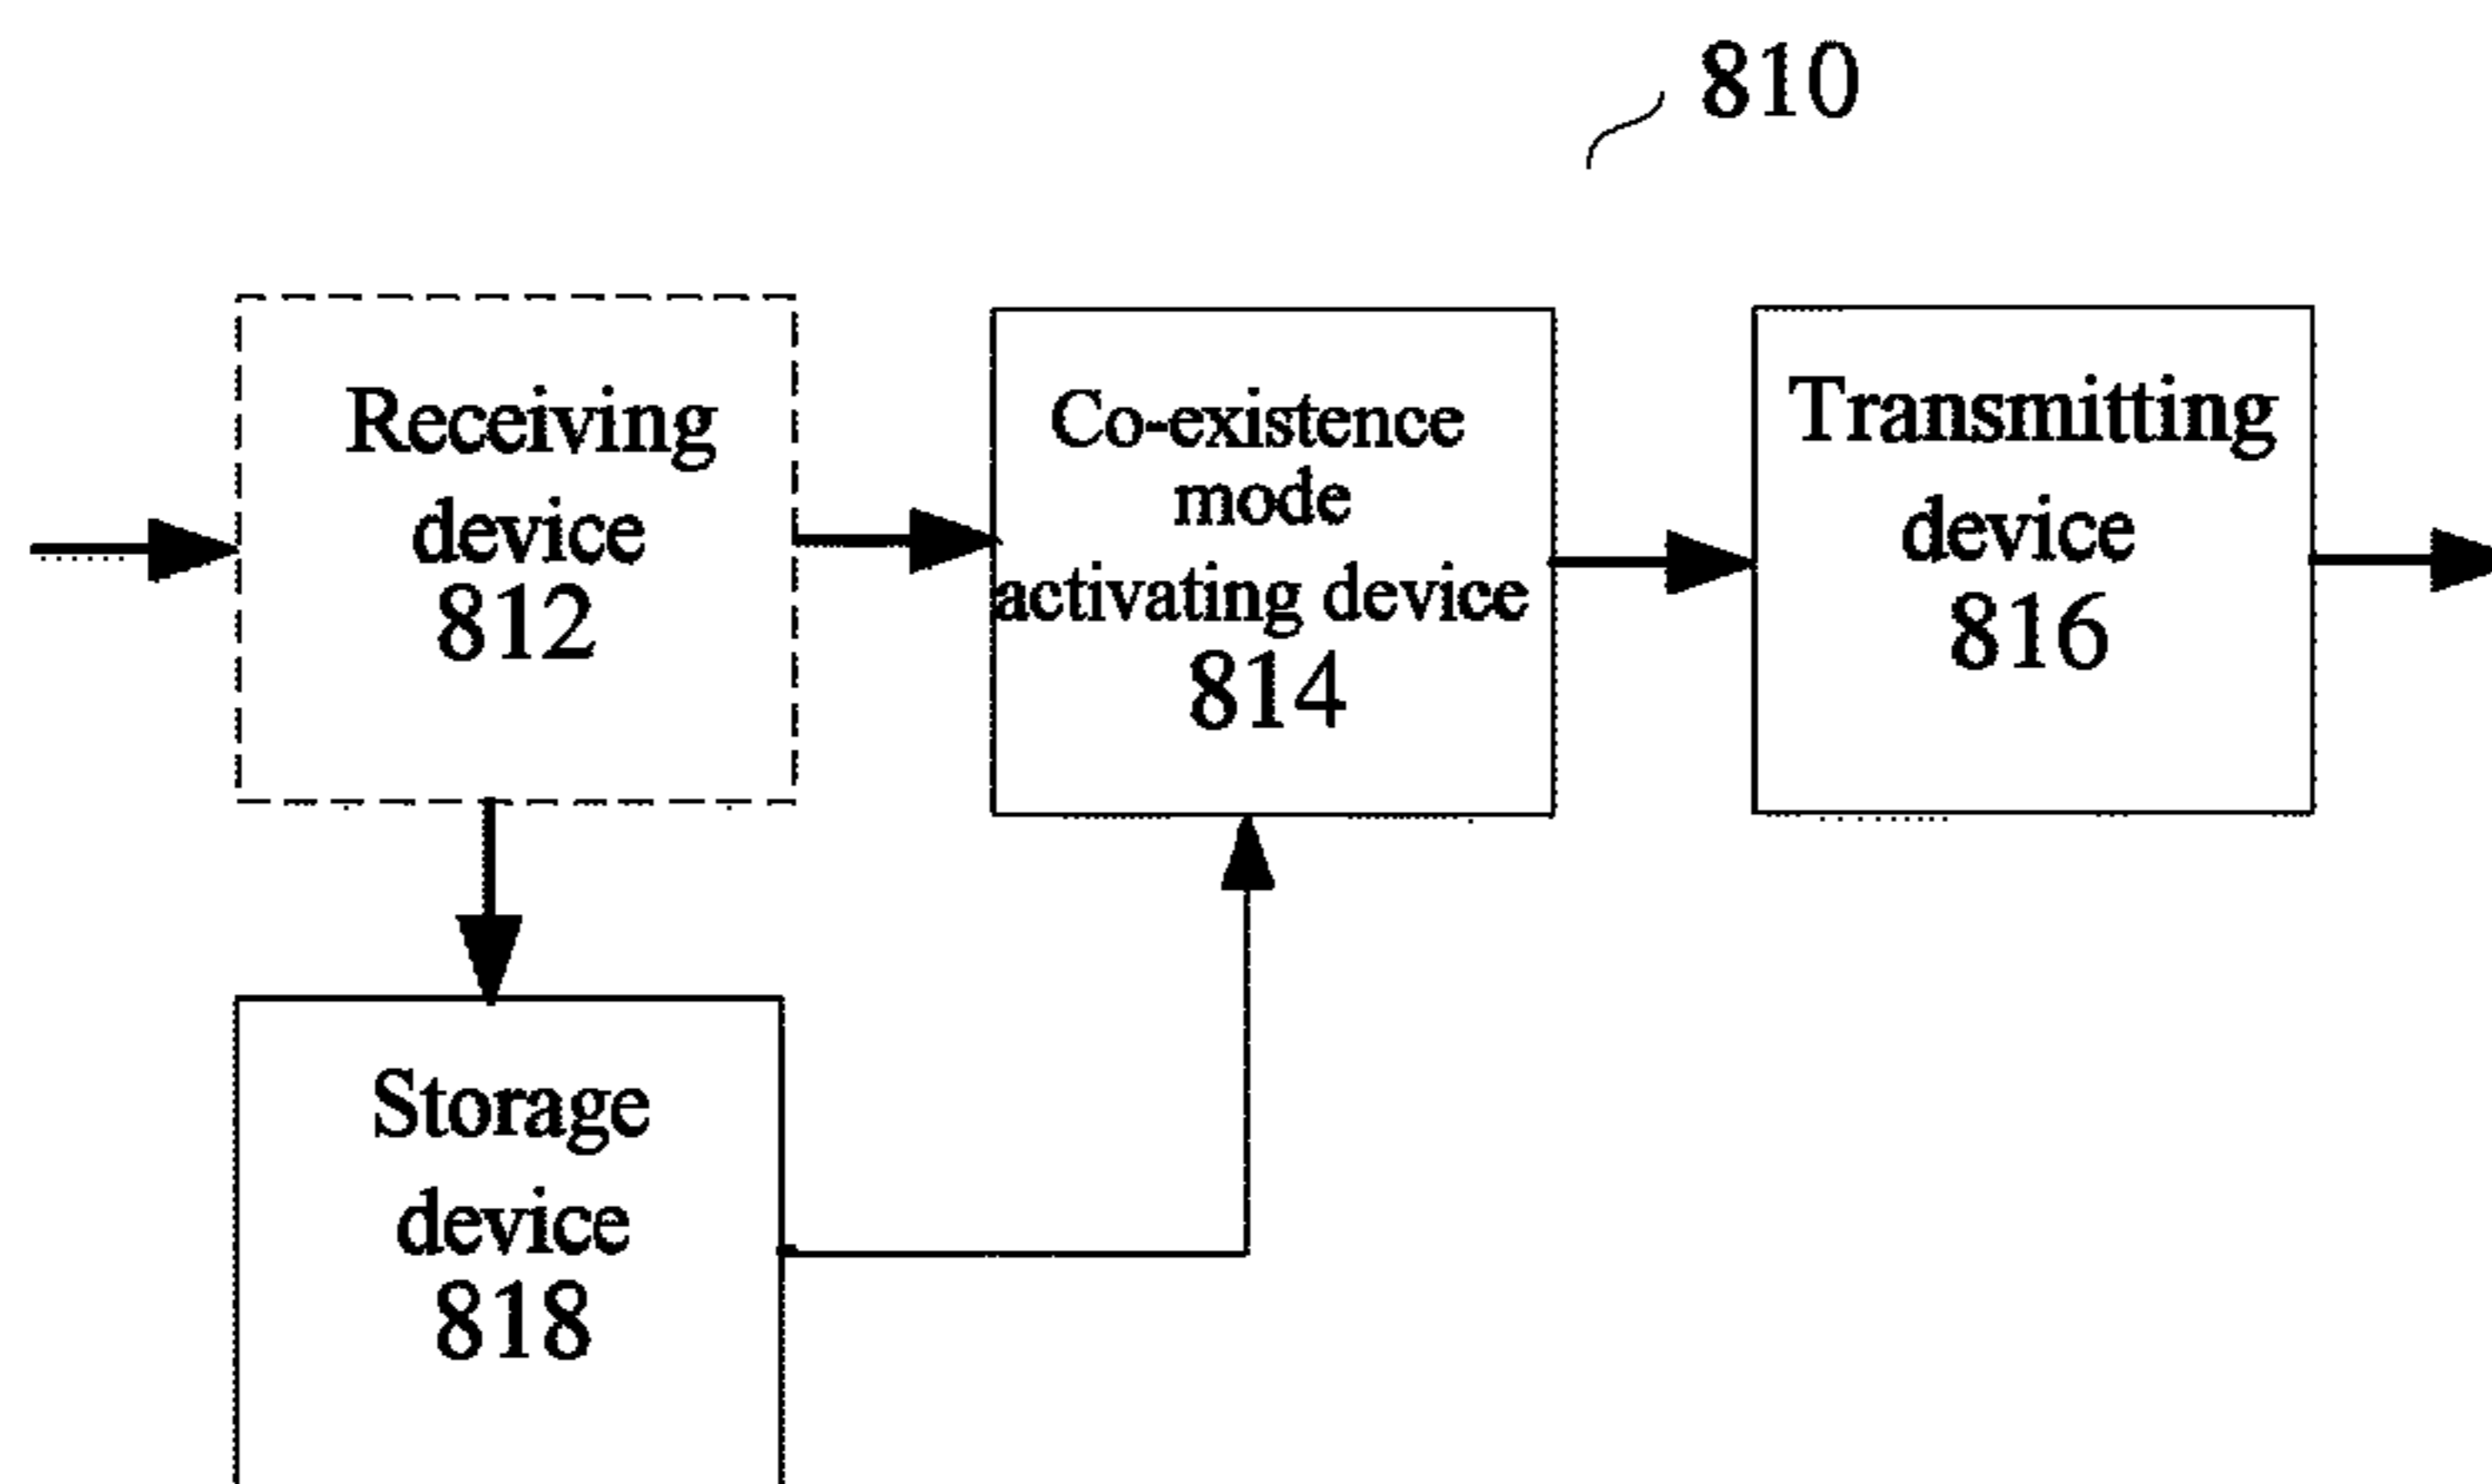 810
Receiving
device
812
Co-existence
mode
activating device
814
Transmitting
device
816
Storage
device
818